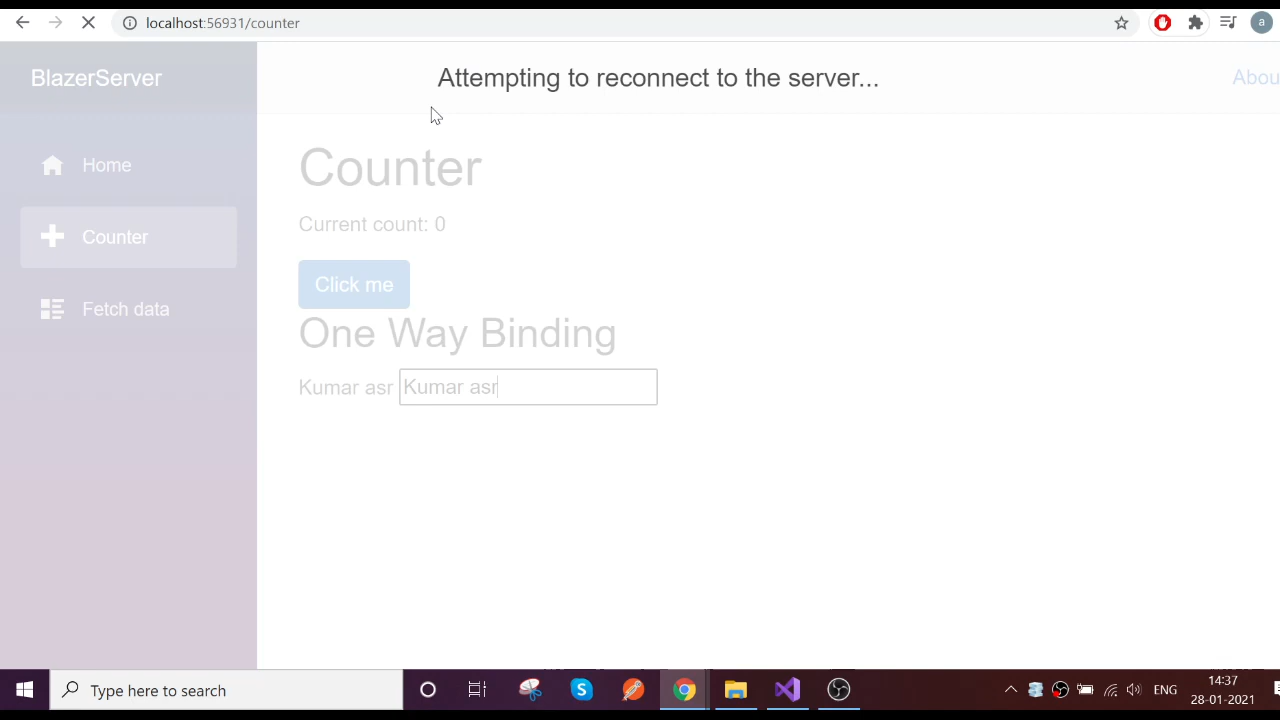 localhost:56931/counter
a
BlazerServer
Attempting to reconnect to the server...
Abou
Home
Counter
Fetch data
Counter
Current count: 0
Click me
One Way Binding
Kumar asr
Kumar asr
Type here to search
ENG
14:37
28-01-2021